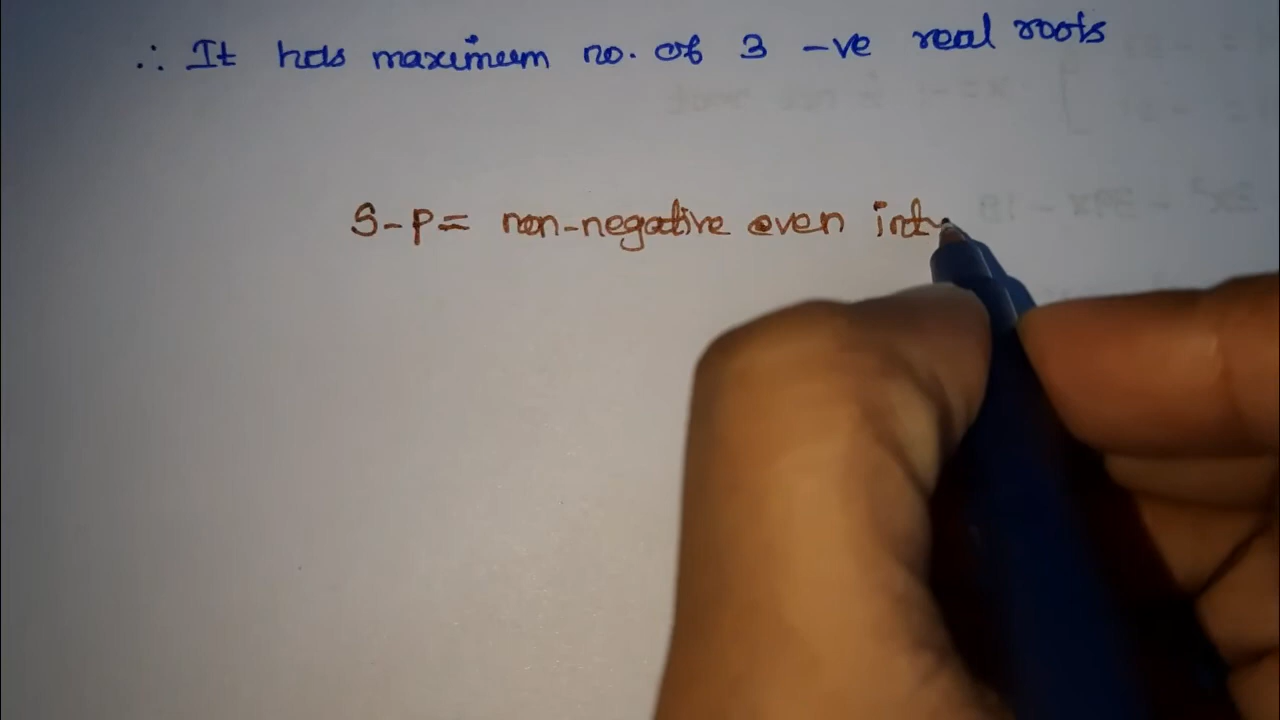 ∴ It has maximum no. of 3 -ve real roots
S-P= non-negative even